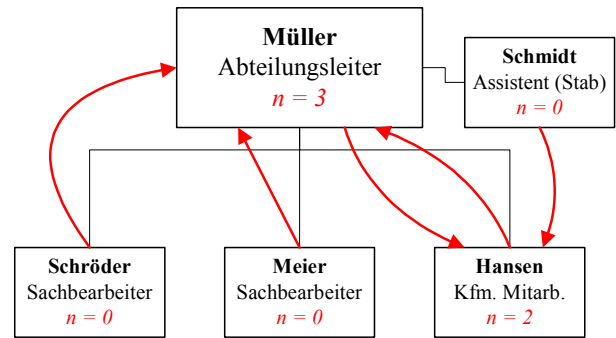 Müller
Abteilungsleiter
n = 3
Schmidt
Assistent (Stab)
n = 0
Schröder
Sachbearbeiter
n = 0
Meier
Sachbearbeiter
n = 0
Hansen
Kfm. Mitarb.
n = 2